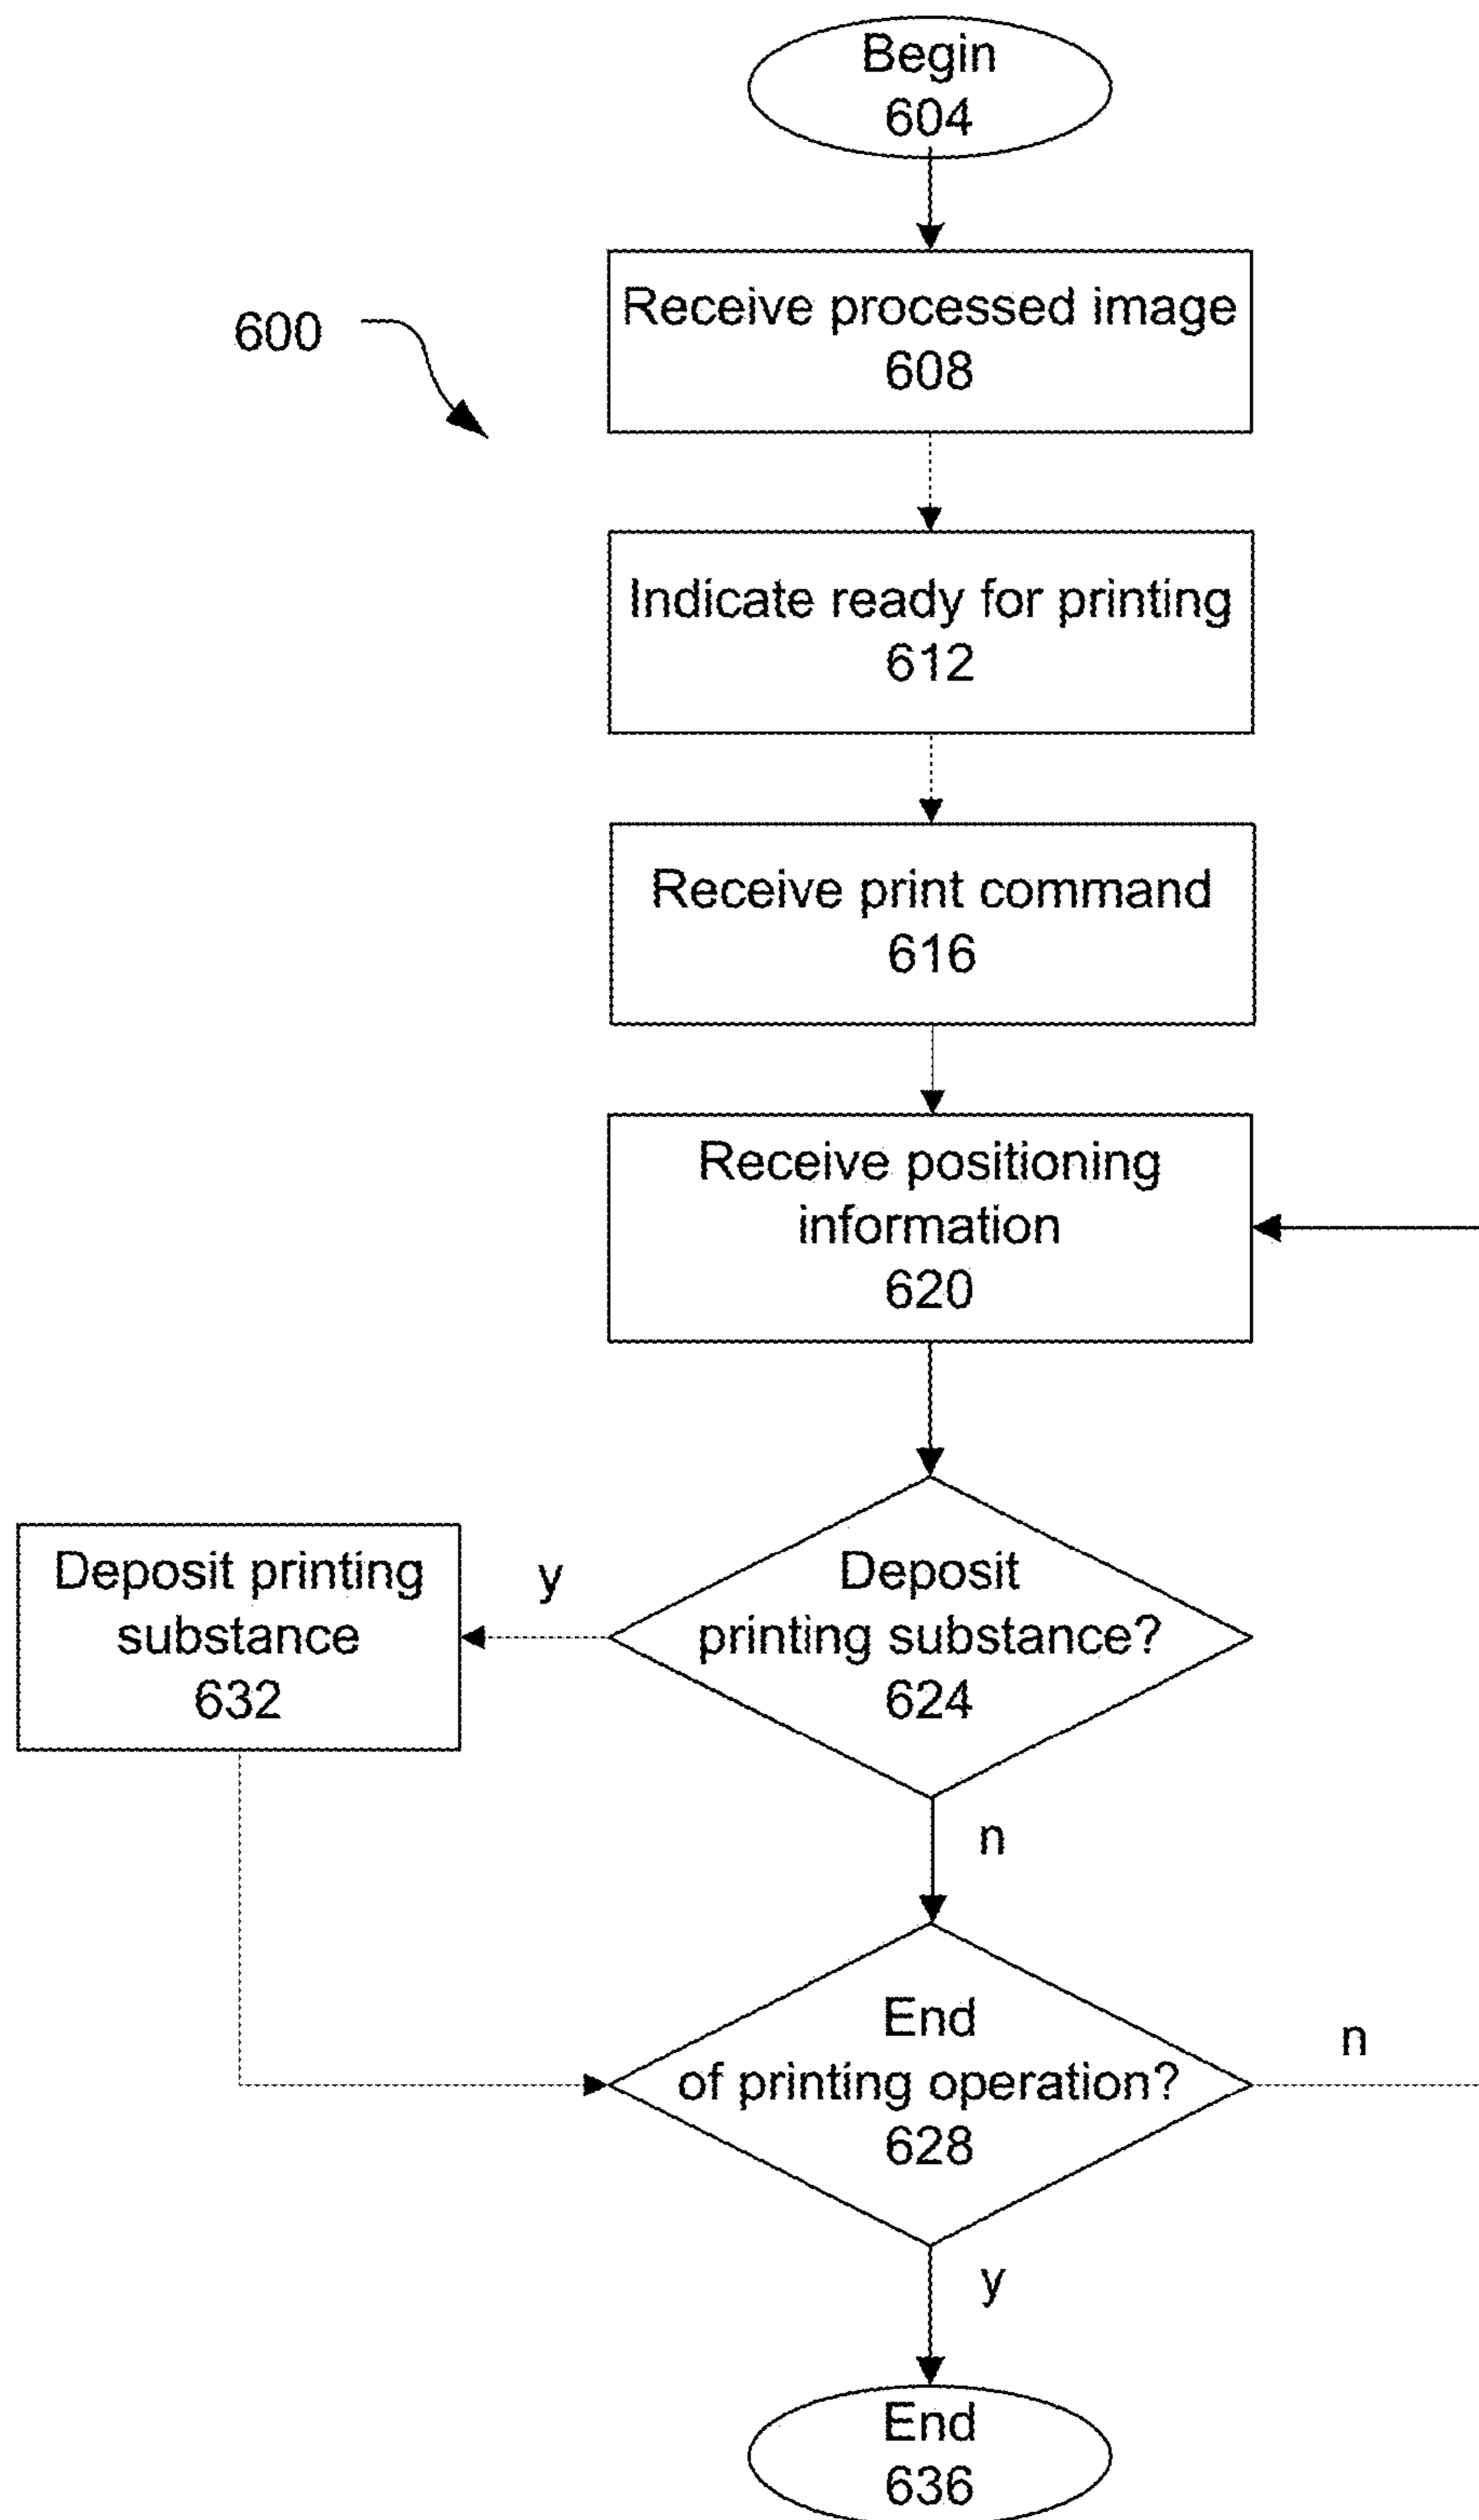 Begin
604
600
Receive processed image
608
Indicate ready for printing
612
Receive print command
616
Receive positioning
information
620
Deposit
printing substance?
624
y
Deposit printing
substance
632
n
End
of printing operation?
628
n
y
End
636